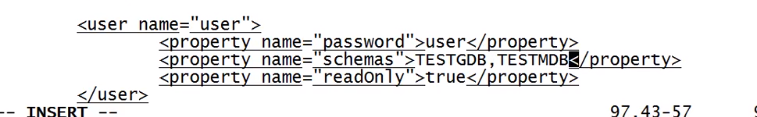 <user name="user">
<property name="password">user</property>
<property name="schemas">TESTGDB,TESTMDB</property>
<property name="readOnly">true</property>
</user>
-- INSERT -- 97,43-57 9